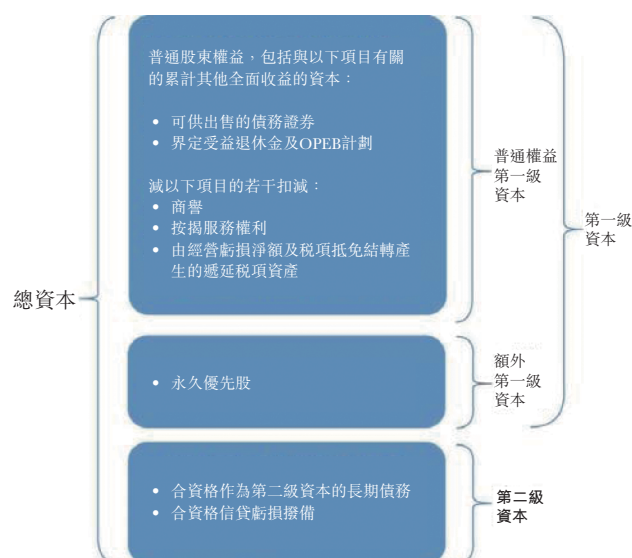 普通股東權益，包括與以下項目有關
的累計其他全面收益的資本：
• 可供出售的債務證券
• 界定受益退休金及OPEB計劃
減以下項目的若干扣減：
• 商譽
• 按揭服務權利
• 由經營虧損淨額及稅項抵免結轉產
生的遞延稅項資產
普通權益
第一級
資本
第一級
資本
總資本
• 永久優先股
額外
第一級
資本
• 合資格作為第二級資本的長期債務
• 合資格信貸虧損撥備
第二級
資本